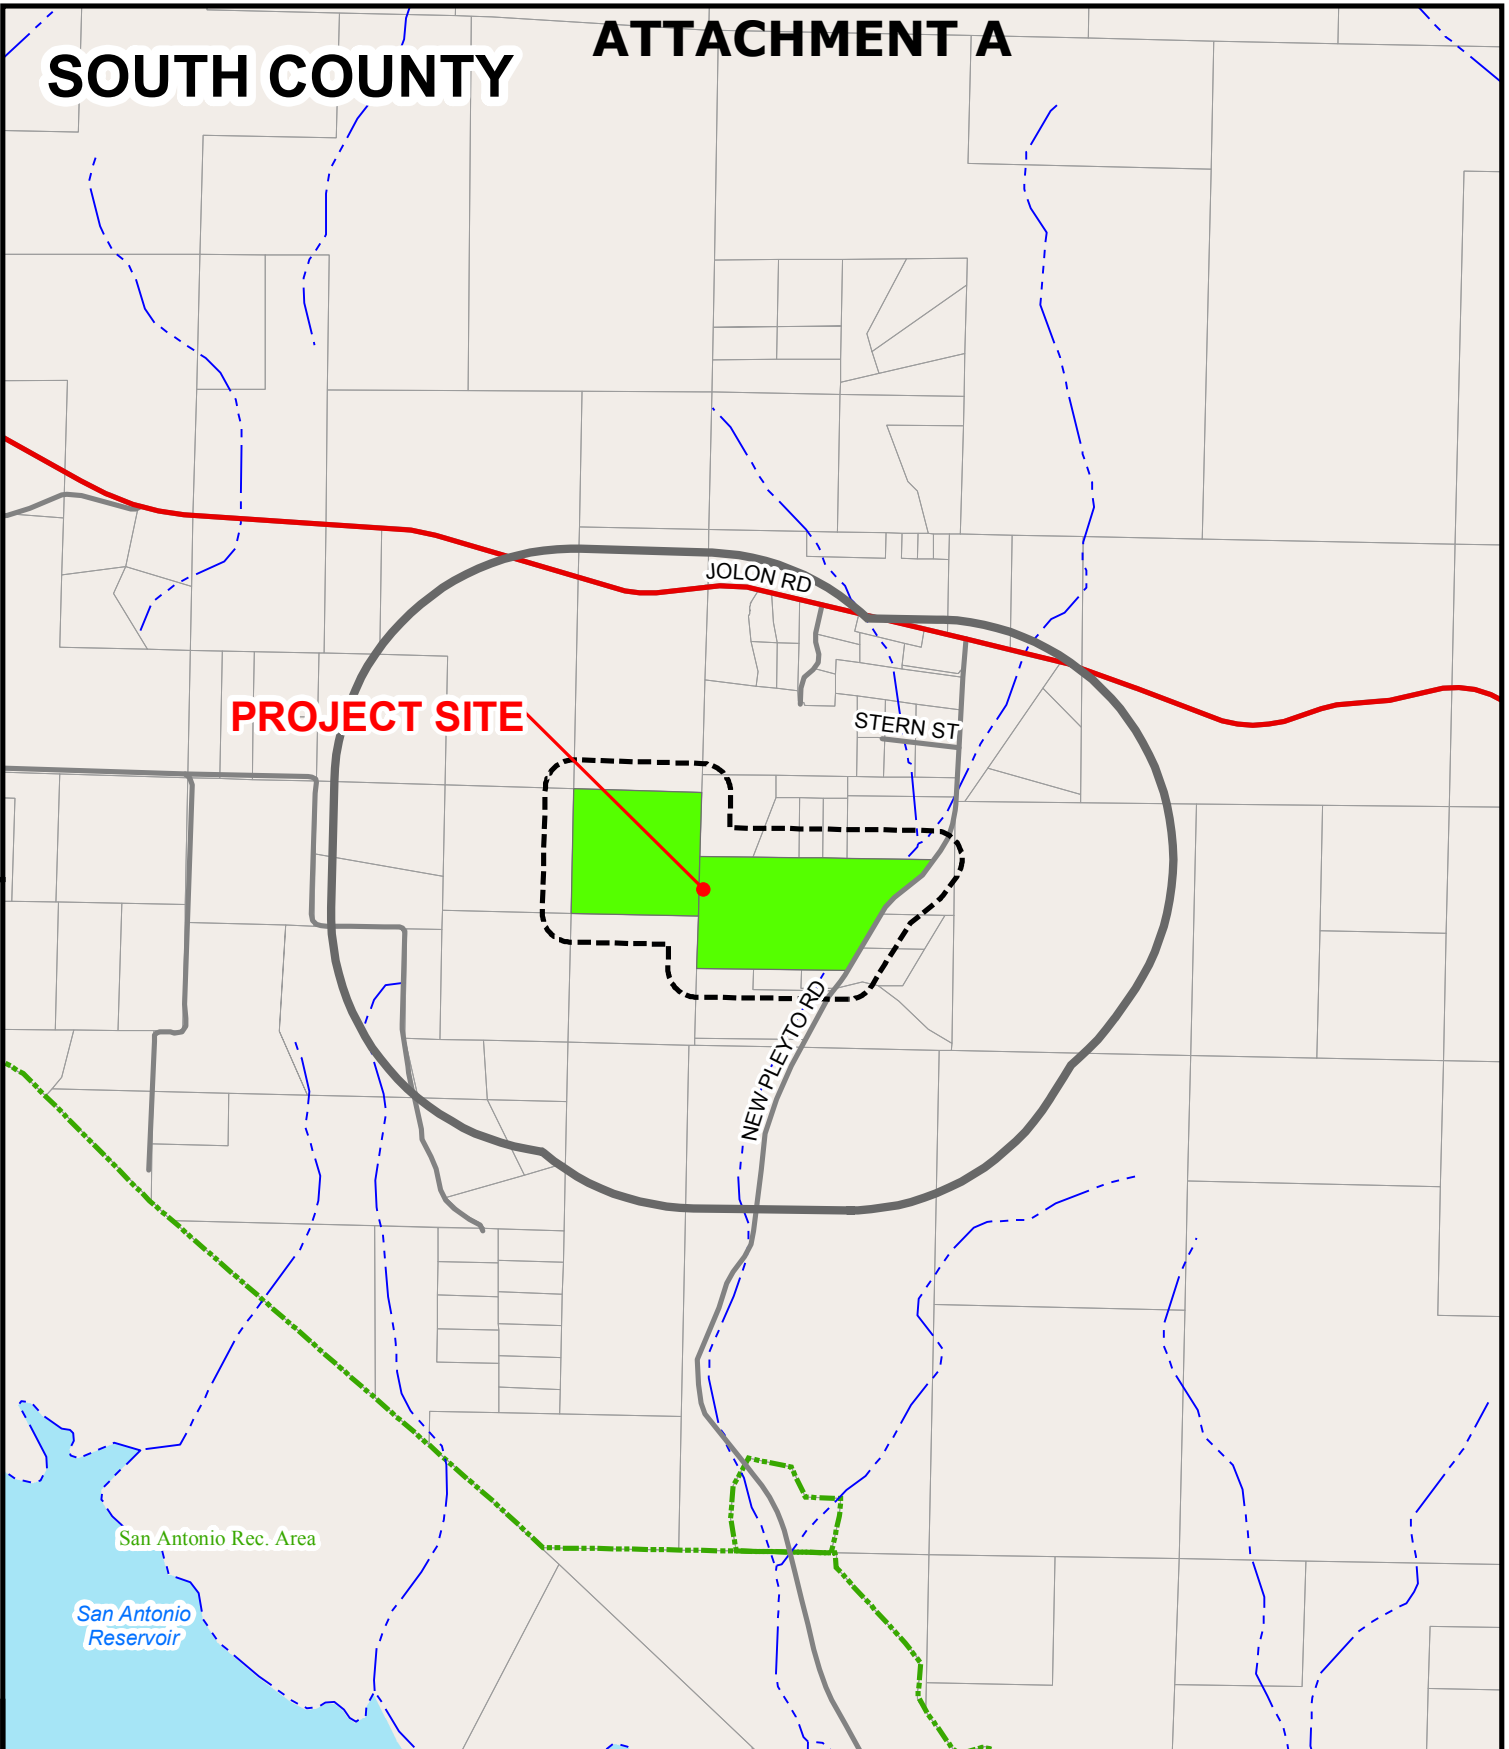 ATTACHMENT A
SOUTH COUNTY
JOLON RD
PROJECT SITE
STERN ST
NEW PLEYTO RD
San Antonio Rec. Area
San Antonio
Reservoir